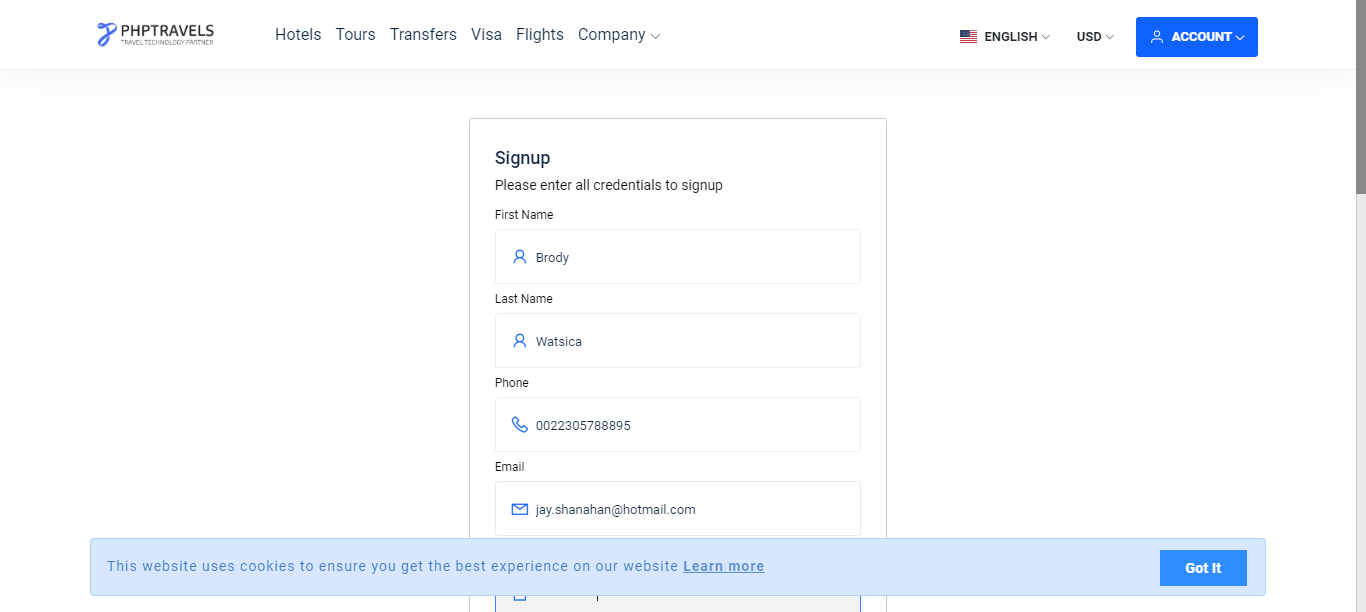 PHPTRAVELS
TRAVEL TECHNOLOGY PARTNER
Hotels Tours Transfers Visa Flights Company
ENGLISH USD ACCOUNT
Signup
Please enter all credentials to signup
First Name
Brody
Last Name
Watsica
Phone
0022305788895
Email
jay.shanahan@hotmail.com
This website uses cookies to ensure you get the best experience on our website Learn more
Got It